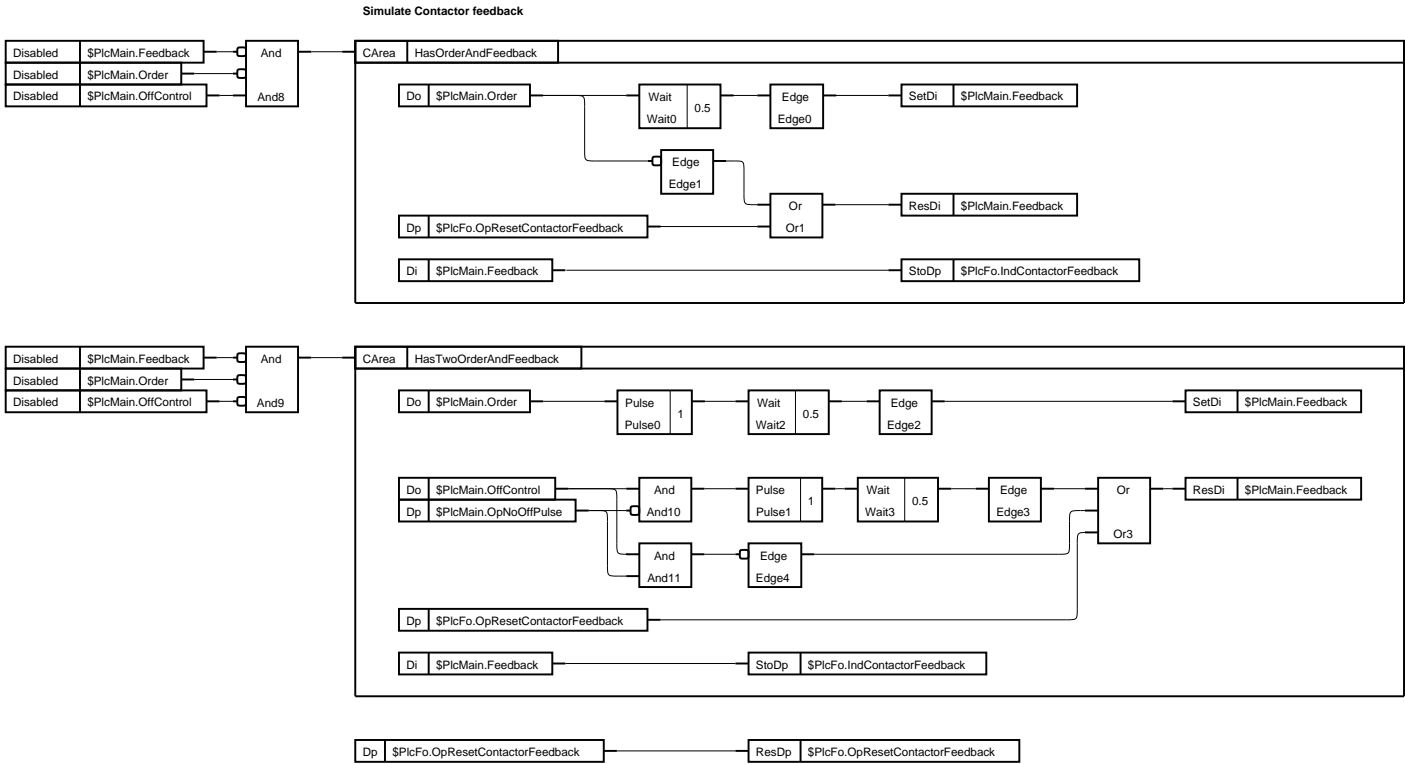 Simulate Contactor feedback
Disabled $PlcMain.Feedback And CArea HasOrderAndFeedback
Disabled $PlcMain.Order
Disabled $PlcMain.OffControl And8
Do $PlcMain.Order Wait 0.5 Edge SetDi $PlcMain.Feedback
Wait0 Edge0
Edge
Edge1
Or ResDi $PlcMain.Feedback
Dp $PlcFo.OpResetContactorFeedback Or1
Di $PlcMain.Feedback StoDp $PlcFo.IndContactorFeedback
Disabled $PlcMain.Feedback And CArea HasTwoOrderAndFeedback
Disabled $PlcMain.Order
Disabled $PlcMain.OffControl And9
Do $PlcMain.Order Pulse 1 Wait 0.5 Edge SetDi $PlcMain.Feedback
Pulse0 Wait2 Edge2
Do $PlcMain.OffControl And Pulse 1 Wait 0.5 Edge Or ResDi $PlcMain.Feedback
Dp $PlcMain.OpNoOffPulse And10 Pulse1 Wait3 Edge3
Or3
And Edge
And11 Edge4
Dp $PlcFo.OpResetContactorFeedback
Di $PlcMain.Feedback StoDp $PlcFo.IndContactorFeedback
Dp $PlcFo.OpResetContactorFeedback ResDp $PlcFo.OpResetContactorFeedback